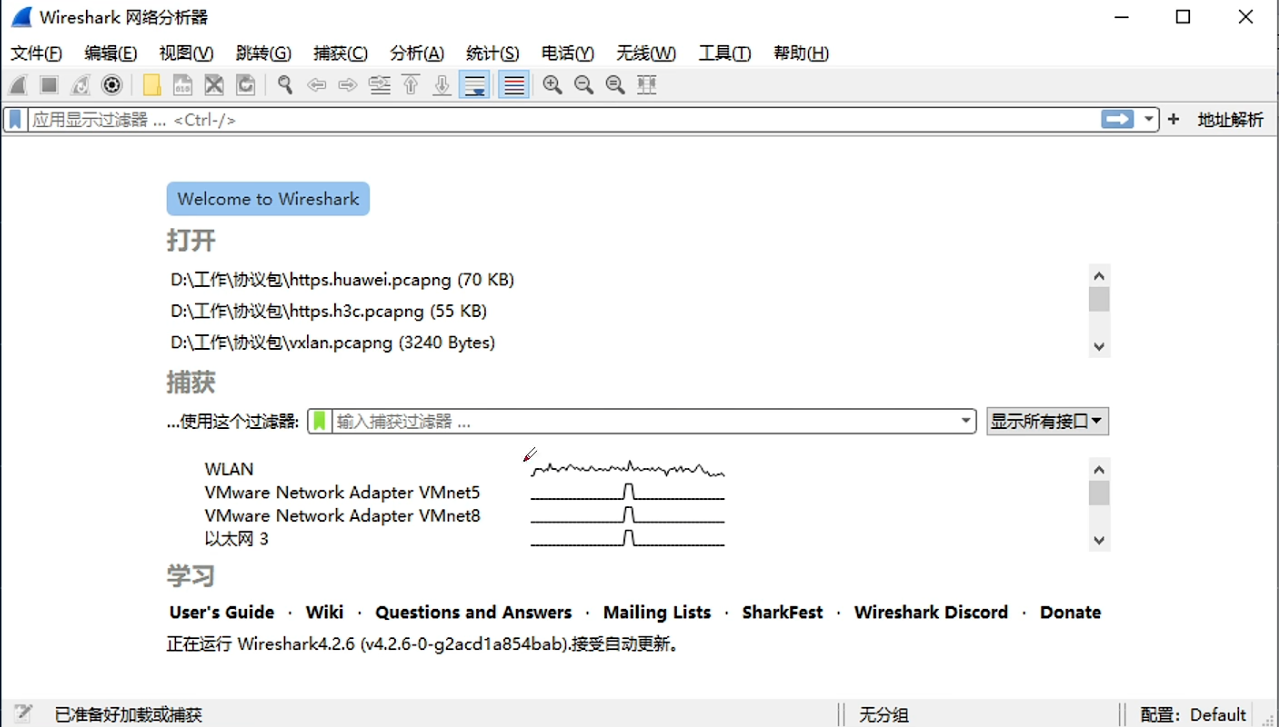 Wireshark 网络分析器
文件(F) 编辑(E) 视图(V) 跳转(G) 捕获(C) 分析(A) 统计(S) 电话(Y) 无线(W) 工具(T) 帮助(H)
应用显示过滤器 ... <Ctrl-/> + 地址解析
Welcome to Wireshark
打开
D:\工作\协议包\https.huawei.pcapng (70 KB)
D:\工作\协议包\https.h3c.pcapng (55 KB)
D:\工作\协议包\vxlan.pcapng (3240 Bytes)
捕获
...使用这个过滤器: 输入捕获过滤器 ... 显示所有接口
WLAN
VMware Network Adapter VMnet5
VMware Network Adapter VMnet8
以太网 3
学习
User's Guide · Wiki · Questions and Answers · Mailing Lists · SharkFest · Wireshark Discord · Donate
正在运行 Wireshark4.2.6 (v4.2.6-0-g2acd1a854bab).接受自动更新。
已准备好加载或捕获 无分组 配置：Default